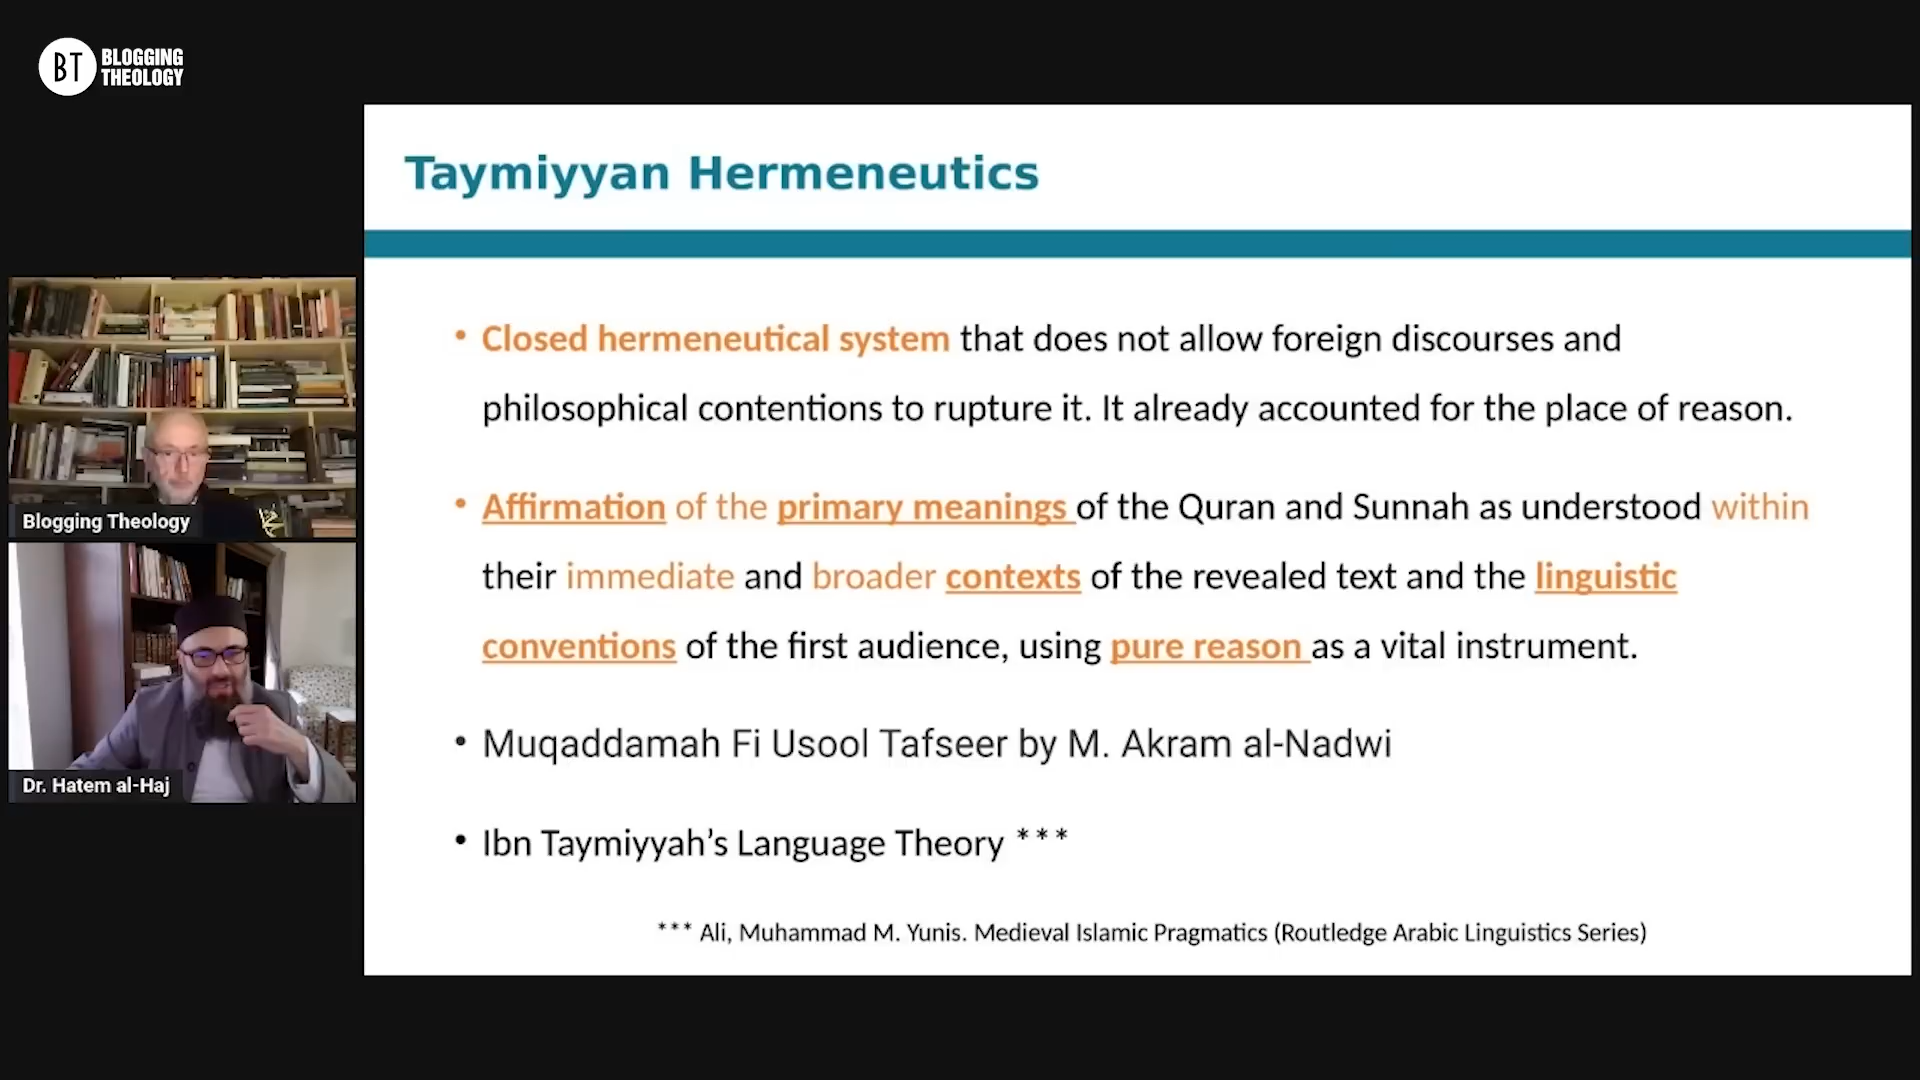 BT BLOGGING
THEOLOGY
Taymiyyan Hermeneutics
• Closed hermeneutical system that does not allow foreign discourses and
philosophical contentions to rupture it. It already accounted for the place of reason.
• Affirmation of the primary meanings of the Quran and Sunnah as understood within
their immediate and broader contexts of the revealed text and the linguistic
conventions of the first audience, using pure reason as a vital instrument.
• Muqaddamah Fi Usool Tafseer by M. Akram al-Nadwi
• Ibn Taymiyyah’s Language Theory ***
*** Ali, Muhammad M. Yunis. Medieval Islamic Pragmatics (Routledge Arabic Linguistics Series)
Blogging Theology
Dr. Hatem al-Haj